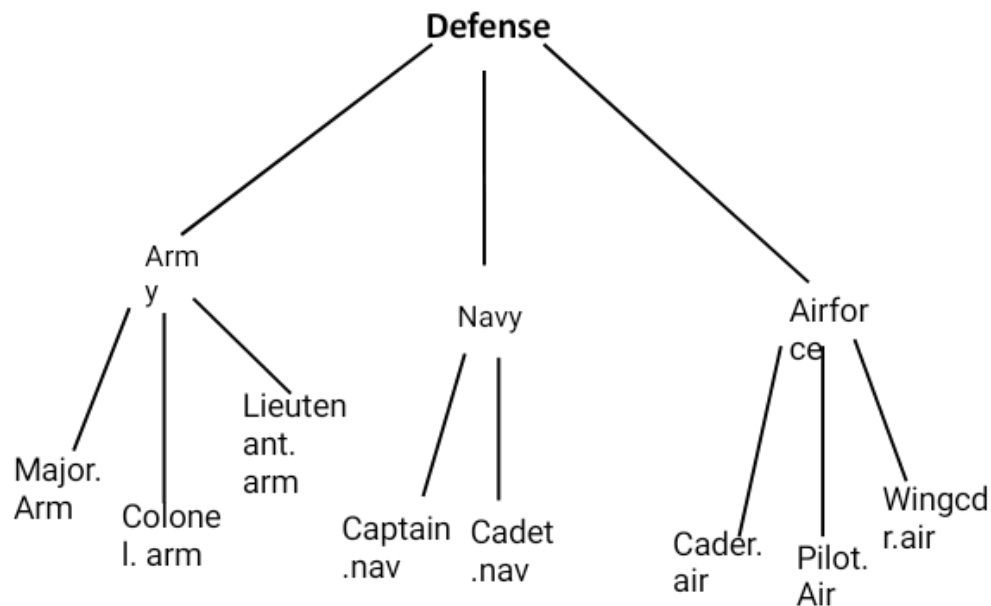 Defense
Arm
y
Navy
Airfor
ce
Major.
Arm
Colone
l. arm
Lieuten
ant.
arm
Captain
.nav
Cadet
.nav
Cader.
air
Pilot.
Air
Wingcd
r.air